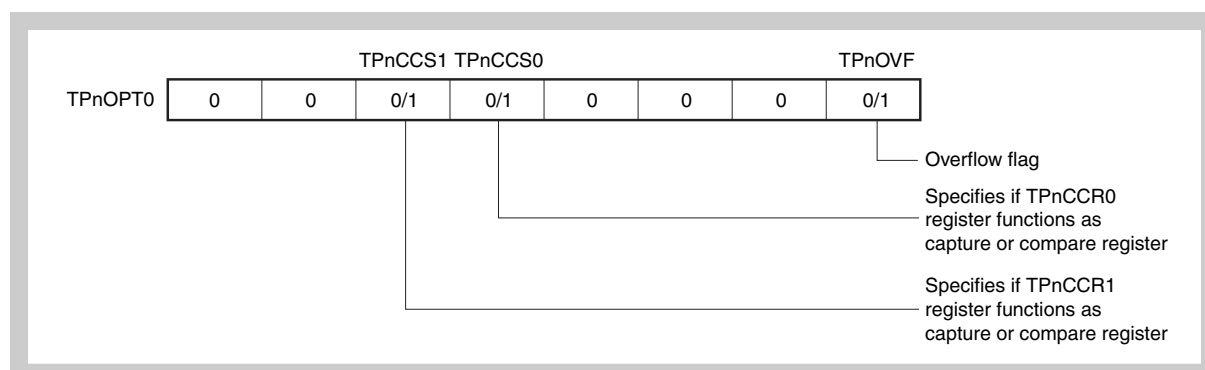 TPnCCS1 TPnCCS0 TPnOVF
TPnOPT0 0 0 0/1 0/1 0 0 0 0/1
Overflow flag
Specifies if TPnCCR0
register functions as
capture or compare register
Specifies if TPnCCR1
register functions as
capture or compare register